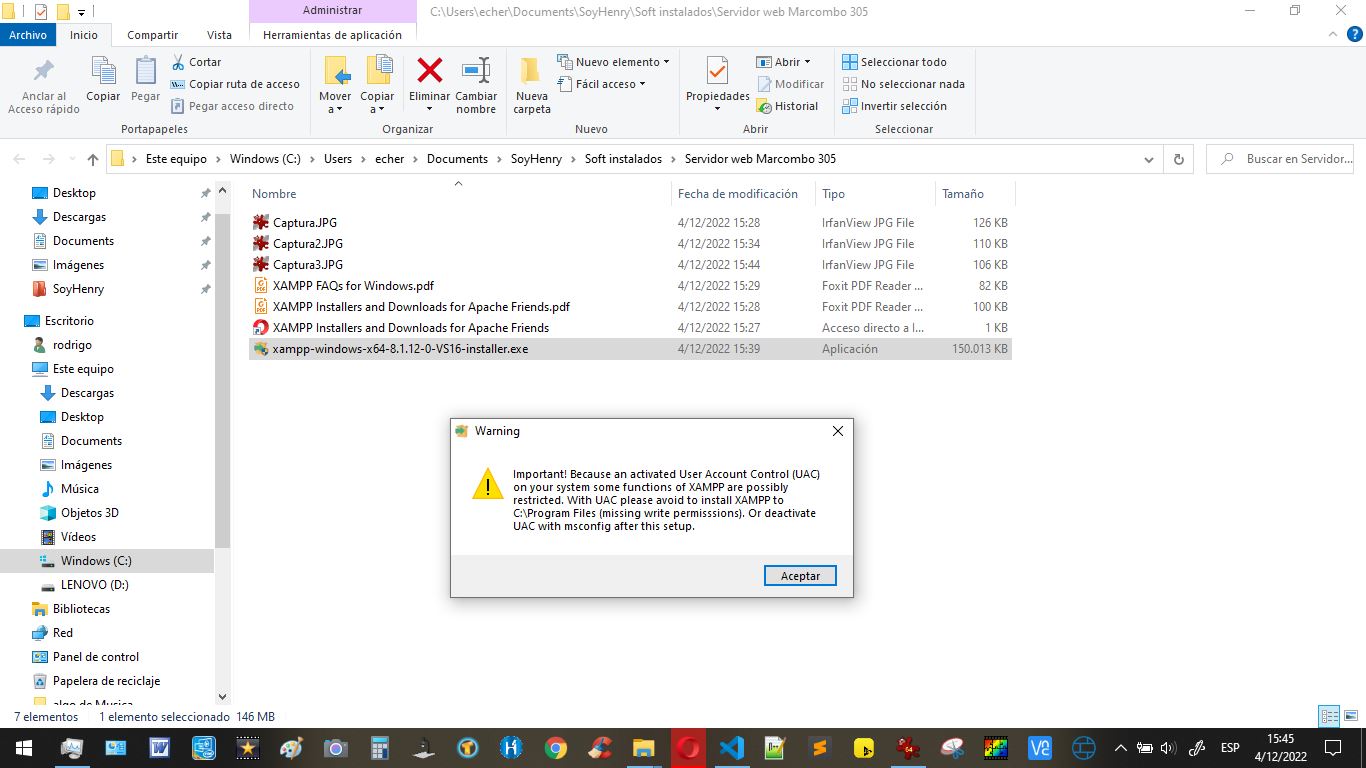 Administrar
C:\Users\echer\Documents\SoyHenry\Soft instalados\Servidor web Marcombo 305
Archivo
Inicio
Compartir
Vista
Herramientas de aplicación
Anclar al
Acceso rápido
Copiar
Pegar
Cortar
Copiar ruta de acceso
Pegar acceso directo
Portapapeles
Mover
a
Copiar
a
Eliminar
Cambiar
nombre
Organizar
Nueva
carpeta
Nuevo elemento
Fácil acceso
Nuevo
Propiedades
Abrir
Modificar
Historial
Abrir
Seleccionar todo
No seleccionar nada
Invertir selección
Seleccionar
Este equipo > Windows (C:) > Users > echer > Documents > SoyHenry > Soft instalados > Servidor web Marcombo 305
Buscar en Servidor...
Desktop
Descargas
Documents
Imágenes
SoyHenry
Escritorio
rodrigo
Este equipo
Descargas
Desktop
Documents
Imágenes
Música
Objetos 3D
Vídeos
Windows (C:)
LENOVO (D:)
Bibliotecas
Red
Panel de control
Papelera de reciclaje
algo de Musica
Nombre Fecha de modificación Tipo Tamaño
Captura.JPG 4/12/2022 15:28 IrfanView JPG File 126 KB
Captura2.JPG 4/12/2022 15:34 IrfanView JPG File 110 KB
Captura3.JPG 4/12/2022 15:44 IrfanView JPG File 106 KB
XAMPP FAQs for Windows.pdf 4/12/2022 15:29 Foxit PDF Reader ... 82 KB
XAMPP Installers and Downloads for Apache Friends.pdf 4/12/2022 15:28 Foxit PDF Reader ... 100 KB
XAMPP Installers and Downloads for Apache Friends 4/12/2022 15:27 Acceso directo a I... 1 KB
xampp-windows-x64-8.1.12-0-VS16-installer.exe 4/12/2022 15:39 Aplicación 150.013 KB
Warning
Important! Because an activated User Account Control (UAC)
on your system some functions of XAMPP are possibly
restricted. With UAC please avoid to install XAMPP to
C:\Program Files (missing write permisssions). Or deactivate
UAC with msconfig after this setup.
Aceptar
7 elementos 1 elemento seleccionado 146 MB
ESP
15:45
4/12/2022